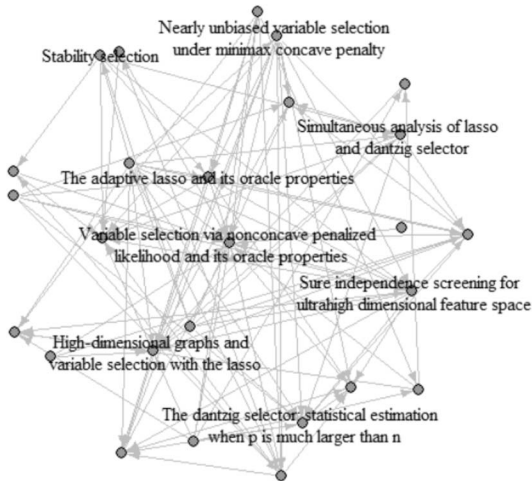 Nearly unbiased variable selection
under minimax concave penalty
Stability selection
Simultaneous analysis of lasso
and dantzig selector
The adaptive lasso and its oracle properties
Variable selection via nonconcave penalized
likelihood and its oracle properties
Sure independence screening for
ultrahigh dimensional feature space
High-dimensional graphs and
variable selection with the lasso
The dantzig selector: statistical estimation
when p is much larger than n